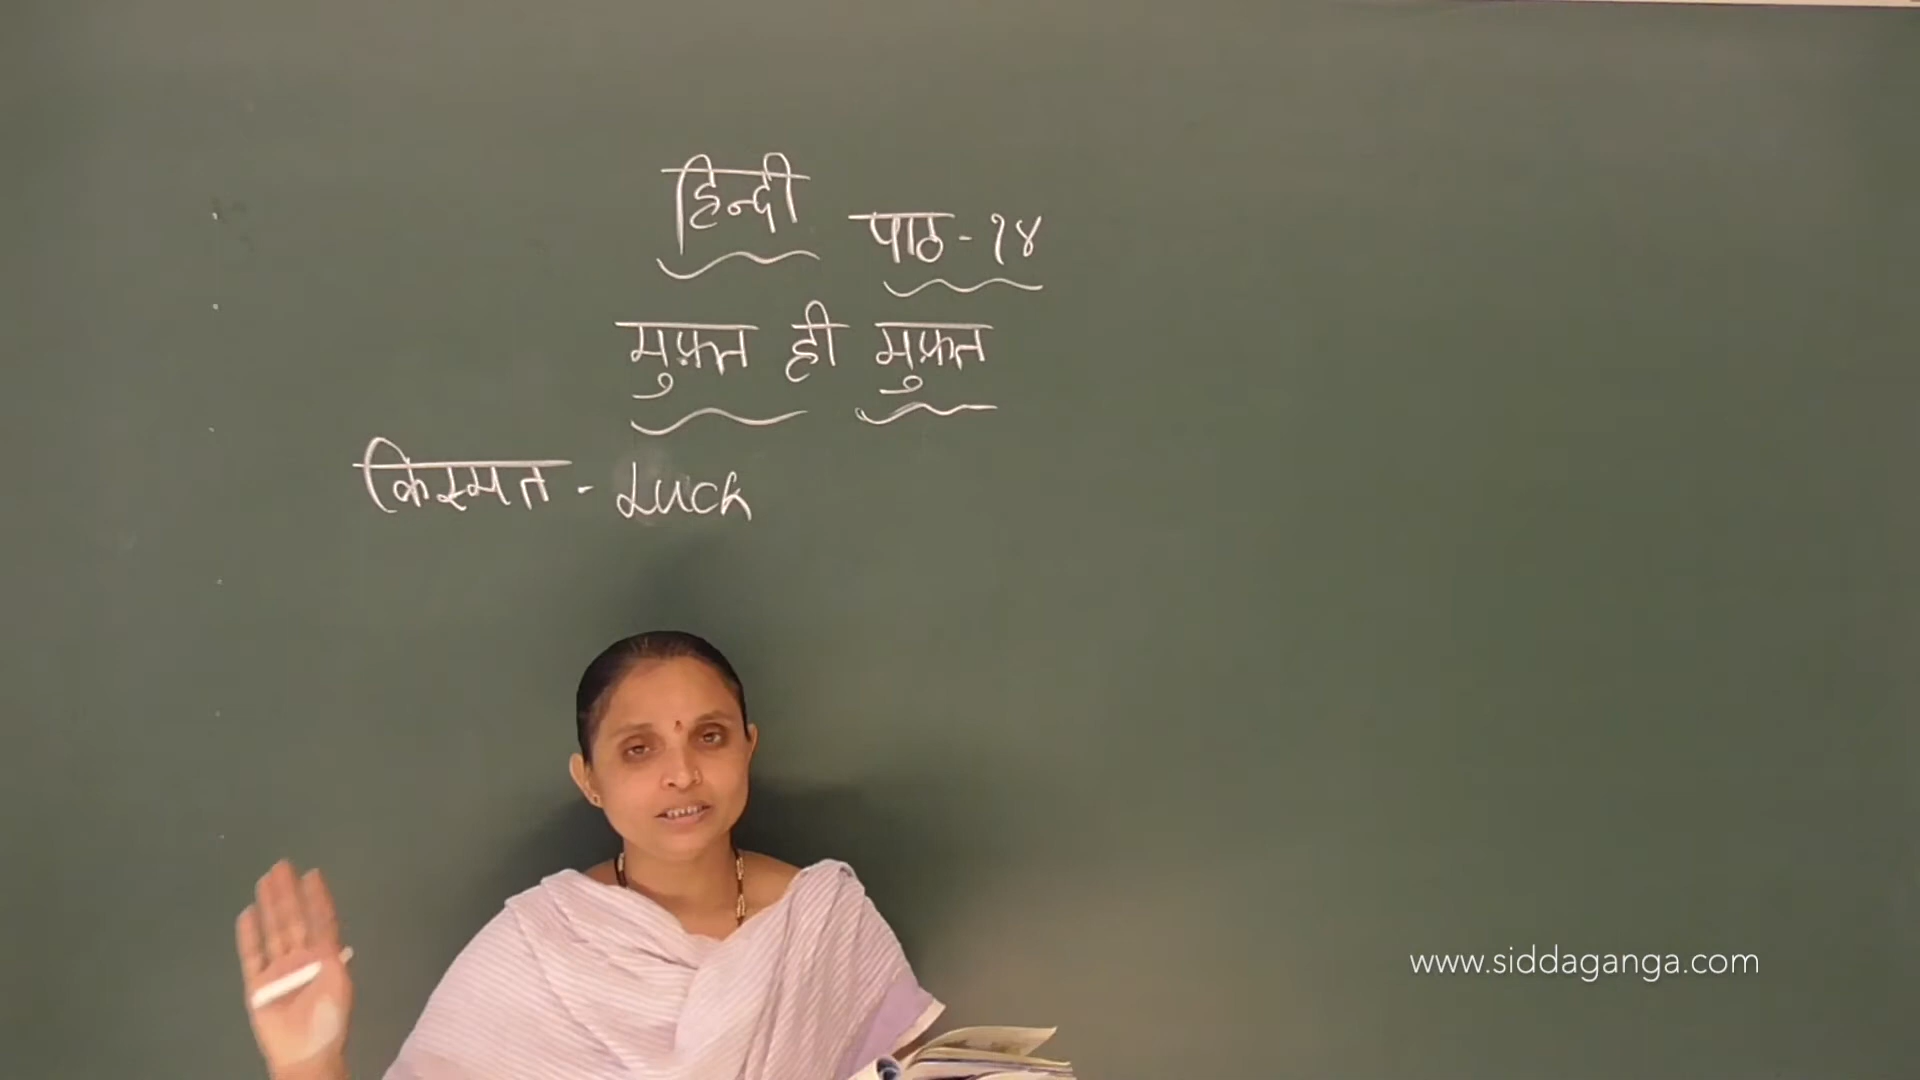 हिन्दी
पाठ - १४
मुफ़्त ही मुफ़्त
किस्मत - Luck
www.siddaganga.com